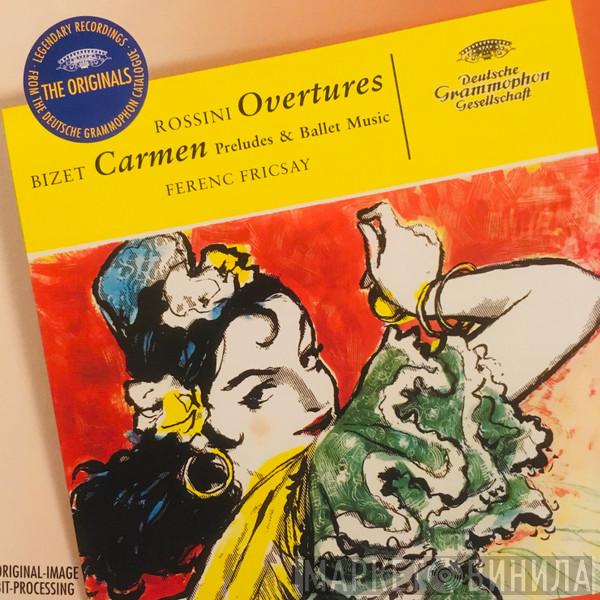 LEGENDARY RECORDINGS
THE ORIGINALS
FROM THE DEUTSCHE GRAMMOPHON CATALOGUE
ROSSINI Overtures
BIZET Carmen Preludes & Ballet Music
FERENC FRICSAY
Deutsche
Grammophon
Gesellschaft
ORIGINAL-IMAGE
BIT-PROCESSING
МАРКЕТ ВИНИЛА